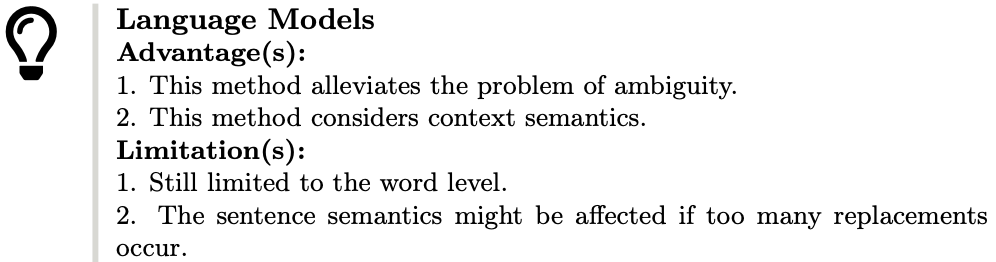 Language Models
Advantage(s):
1. This method alleviates the problem of ambiguity.
2. This method considers context semantics.
Limitation(s):
1. Still limited to the word level.
2. The sentence semantics might be affected if too many replacements
occur.